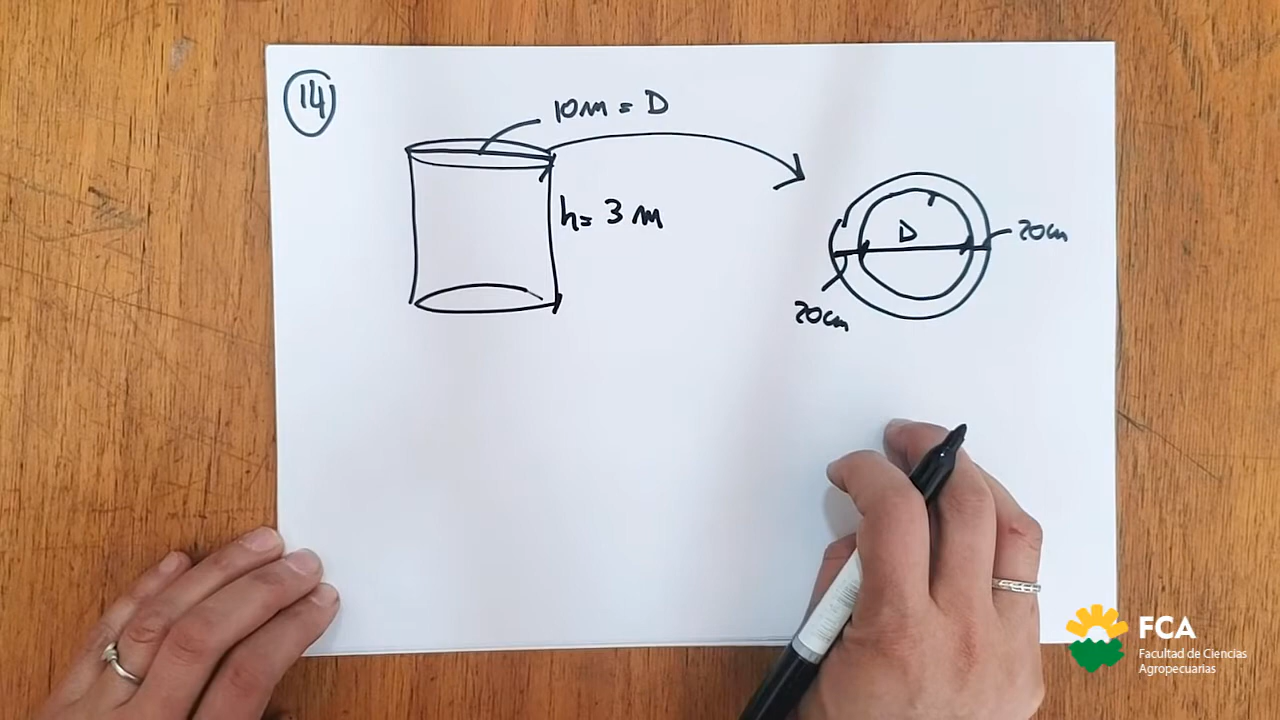 14
10m = D
h= 3 m
D
20cm
20cm
FCA
Facultad de Ciencias
Agropecuarias